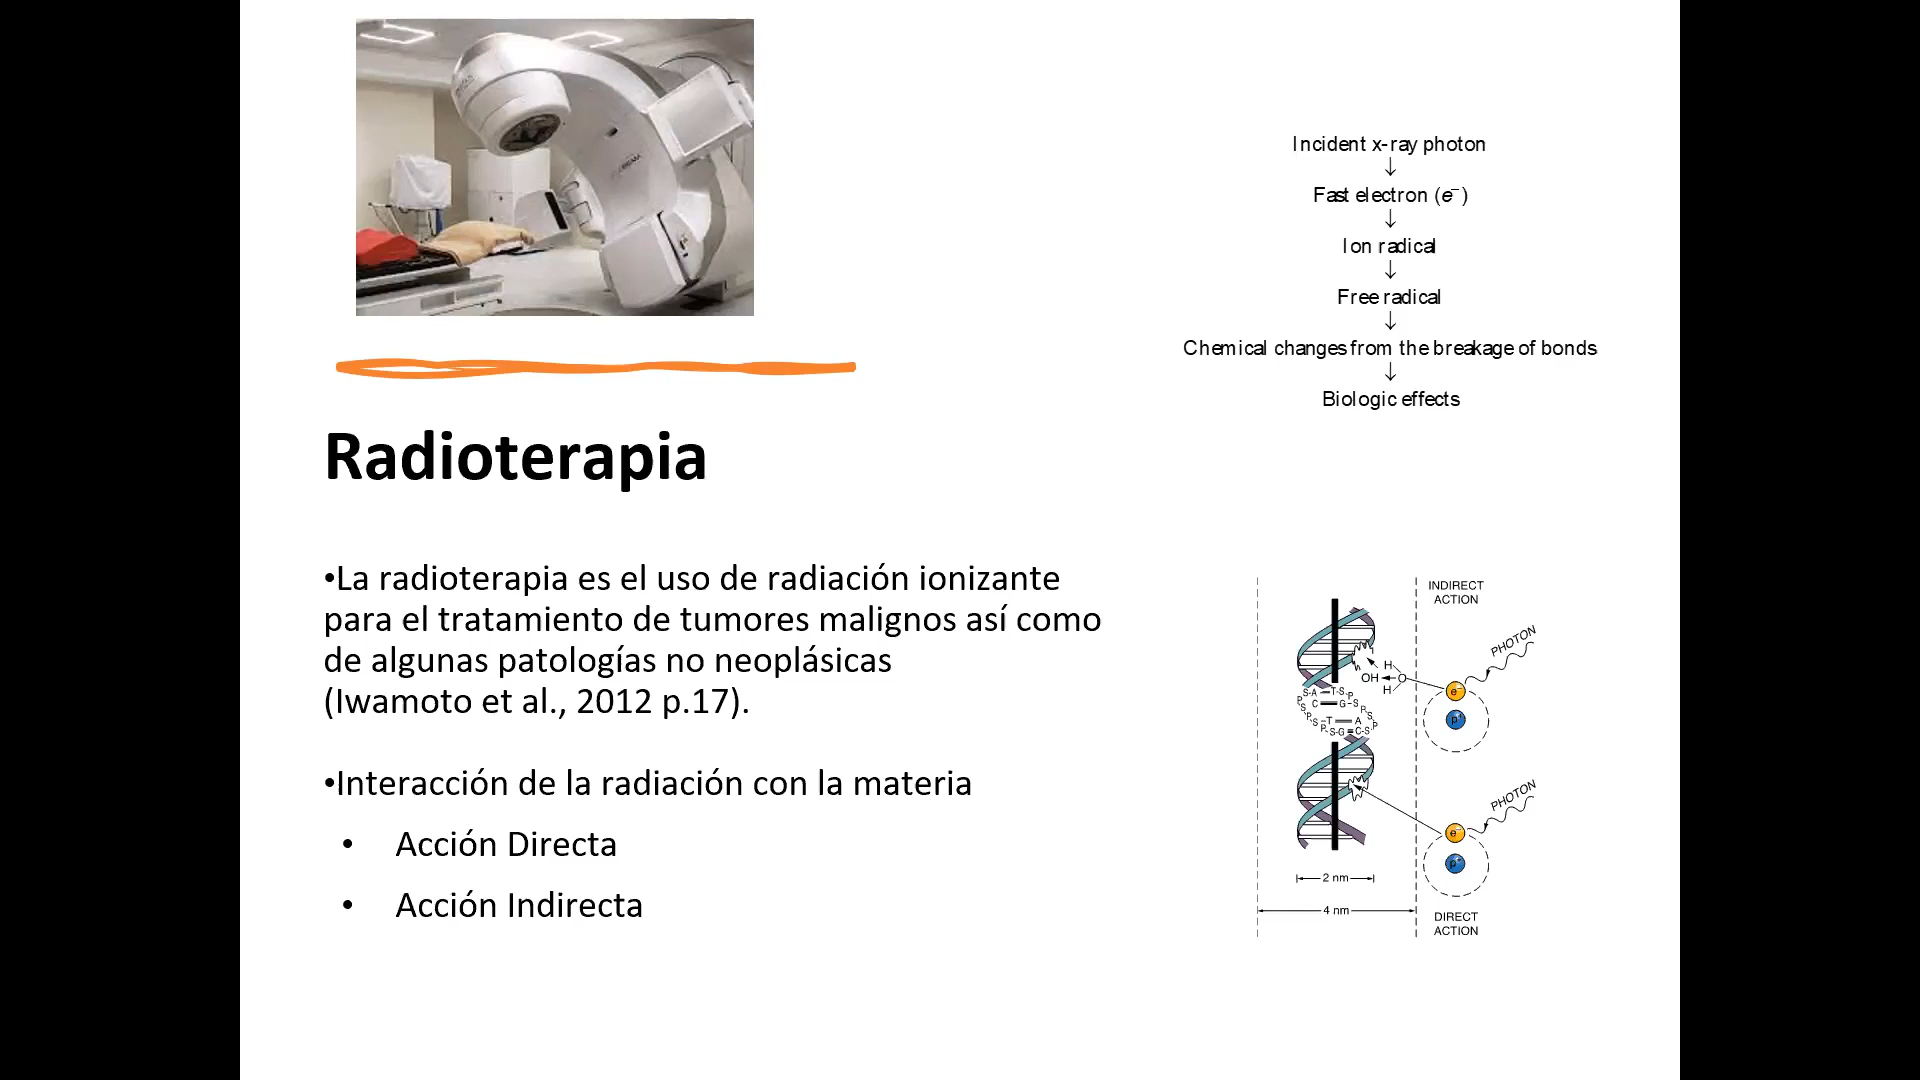 Incident x-ray photon
↓
Fast electron (e⁻)
↓
Ion radical
↓
Free radical
↓
Chemical changes from the breakage of bonds
↓
Biologic effects
Radioterapia
•La radioterapia es el uso de radiación ionizante
para el tratamiento de tumores malignos así como
de algunas patologías no neoplásicas
(Iwamoto et al., 2012 p.17).
•Interacción de la radiación con la materia
• Acción Directa
• Acción Indirecta
INDIRECT
ACTION
PHOTON
H
OH O
H
e⁻
p⁺
S-A T-S
C G-S
T A
S-G C-S
PHOTON
e⁻
p⁺
2 nm
4 nm
DIRECT
ACTION